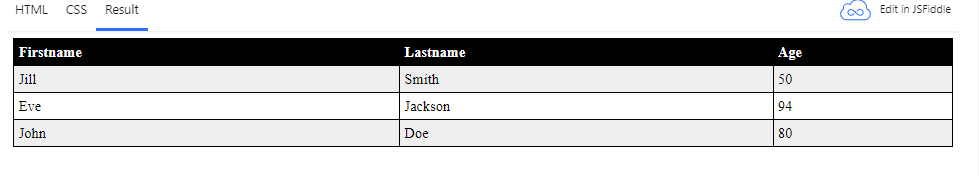 HTML CSS Result Edit in JSFiddle
Firstname Lastname Age
Jill Smith 50
Eve Jackson 94
John Doe 80